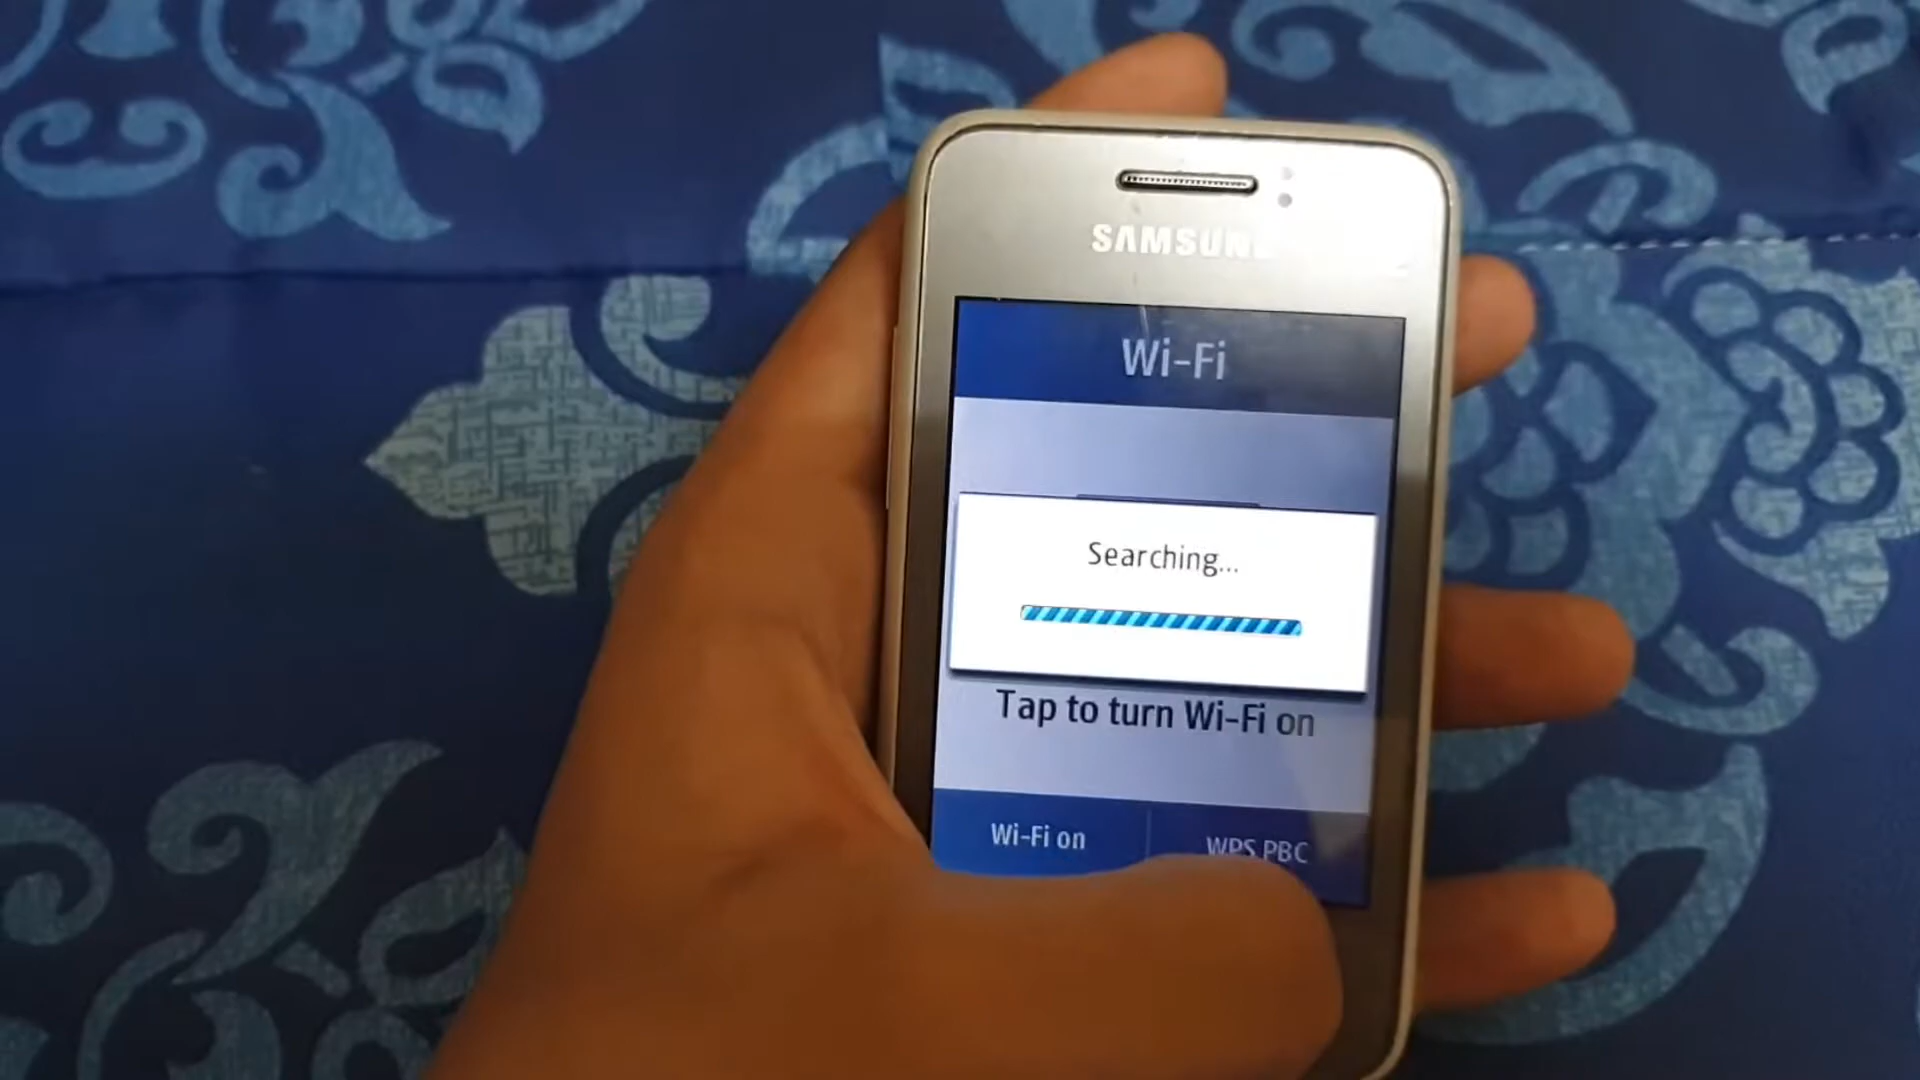 SAMSUNG
Wi-Fi
Searching...
Tap to turn Wi-Fi on
Wi-Fi on
WPS PBC